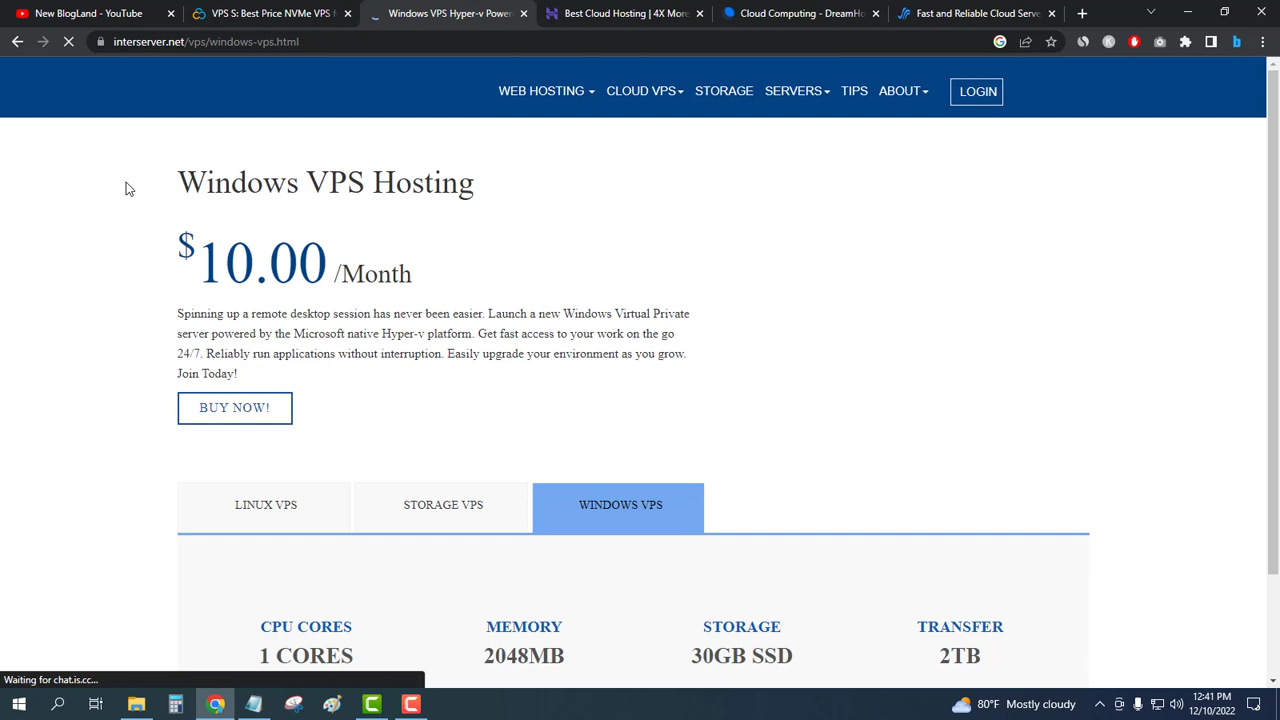 New BlogLand - YouTube
VPS S: Best Price NVMe VPS f
Windows VPS Hyper-v Power
Best Cloud Hosting | 4X More
Cloud Computing - DreamHo
Fast and Reliable Cloud Serve
interserver.net/vps/windows-vps.html
WEB HOSTING CLOUD VPS STORAGE SERVERS TIPS ABOUT LOGIN
Windows VPS Hosting
$10.00 /Month
Spinning up a remote desktop session has never been easier. Launch a new Windows Virtual Private
server powered by the Microsoft native Hyper-v platform. Get fast access to your work on the go
24/7. Reliably run applications without interruption. Easily upgrade your environment as you grow.
Join Today!
BUY NOW!
LINUX VPS STORAGE VPS WINDOWS VPS
CPU CORES MEMORY STORAGE TRANSFER
1 CORES 2048MB 30GB SSD 2TB
Waiting for chat.is.cc...
80°F Mostly cloudy
12:41 PM
12/10/2022